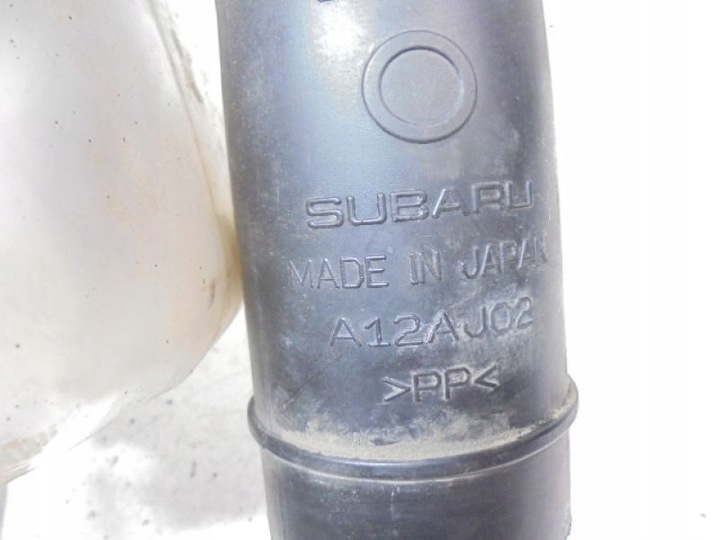 SUBARU
MADE IN JAPAN
A12AJ02
>PP<